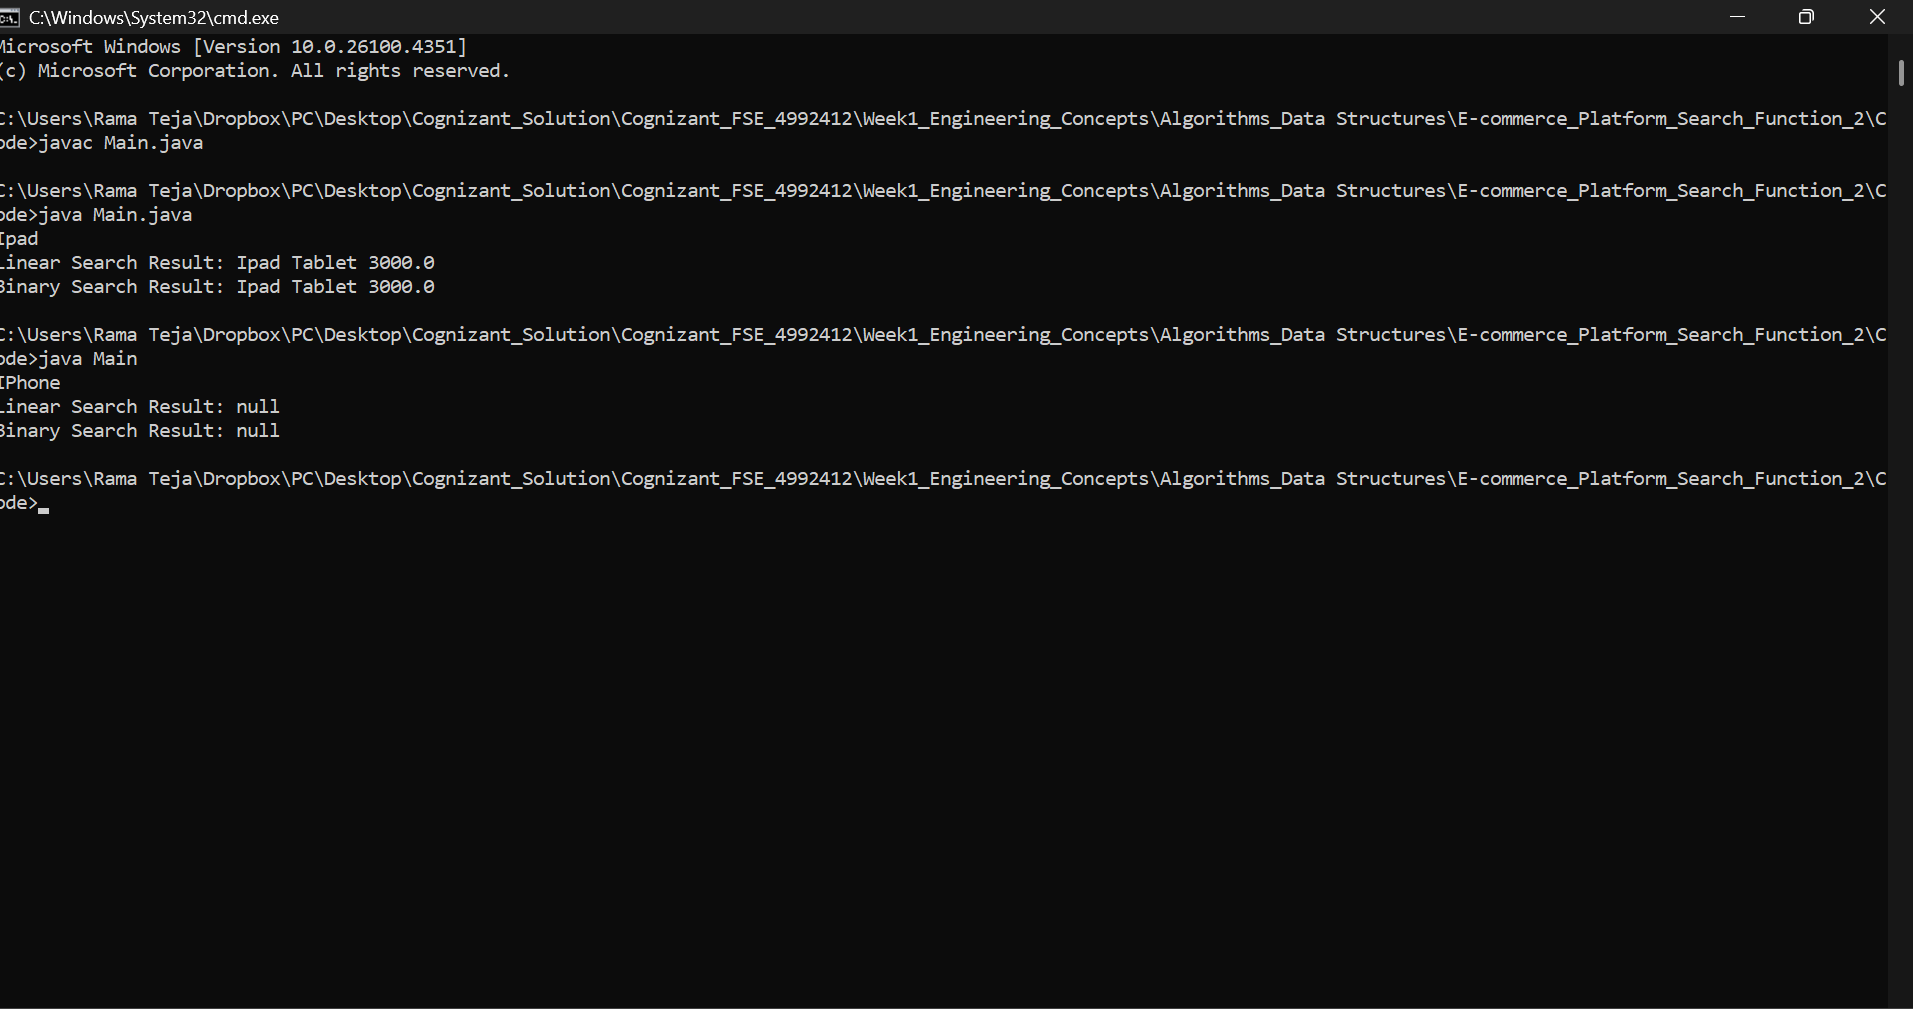 C:\Windows\System32\cmd.exe
Microsoft Windows [Version 10.0.26100.4351]
(c) Microsoft Corporation. All rights reserved.
C:\Users\Rama Teja\Dropbox\PC\Desktop\Cognizant_Solution\Cognizant_FSE_4992412\Week1_Engineering_Concepts\Algorithms_Data Structures\E-commerce_Platform_Search_Function_2\C
ode>javac Main.java
C:\Users\Rama Teja\Dropbox\PC\Desktop\Cognizant_Solution\Cognizant_FSE_4992412\Week1_Engineering_Concepts\Algorithms_Data Structures\E-commerce_Platform_Search_Function_2\C
ode>java Main.java
Ipad
Linear Search Result: Ipad Tablet 3000.0
Binary Search Result: Ipad Tablet 3000.0
C:\Users\Rama Teja\Dropbox\PC\Desktop\Cognizant_Solution\Cognizant_FSE_4992412\Week1_Engineering_Concepts\Algorithms_Data Structures\E-commerce_Platform_Search_Function_2\C
ode>java Main
IPhone
Linear Search Result: null
Binary Search Result: null
C:\Users\Rama Teja\Dropbox\PC\Desktop\Cognizant_Solution\Cognizant_FSE_4992412\Week1_Engineering_Concepts\Algorithms_Data Structures\E-commerce_Platform_Search_Function_2\C
ode>